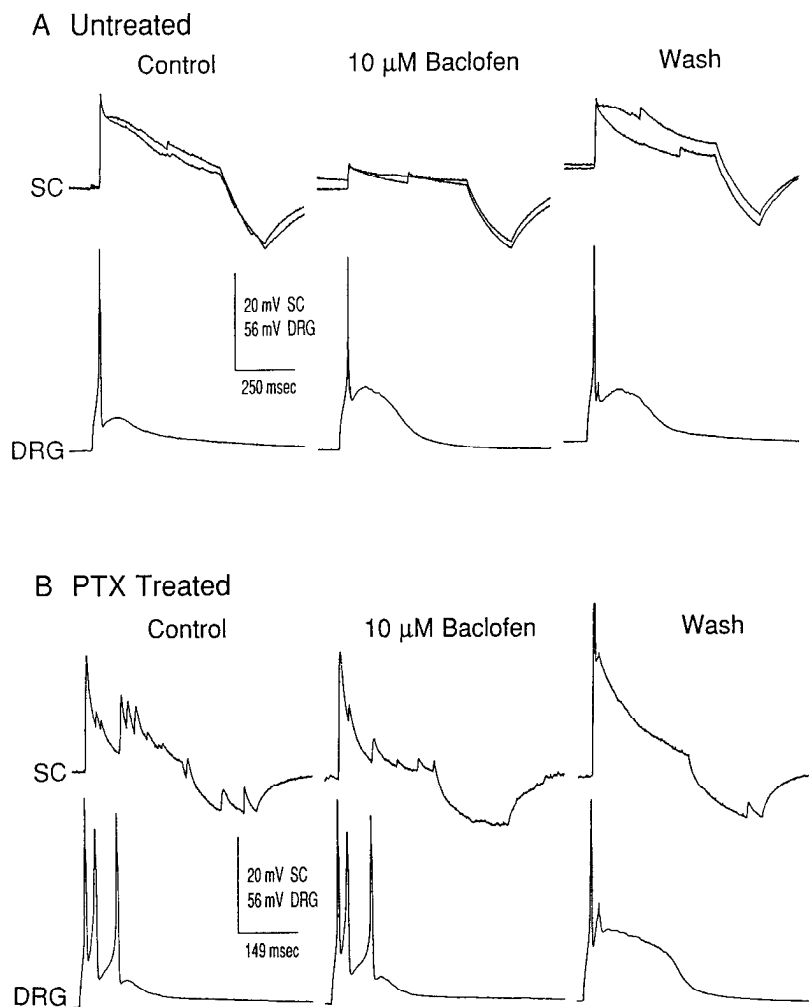 A Untreated
Control
10 µM Baclofen
Wash
SC
20 mV SC
56 mV DRG
250 msec
DRG
B PTX Treated
Control
10 µM Baclofen
Wash
SC
20 mV SC
56 mV DRG
149 msec
DRG